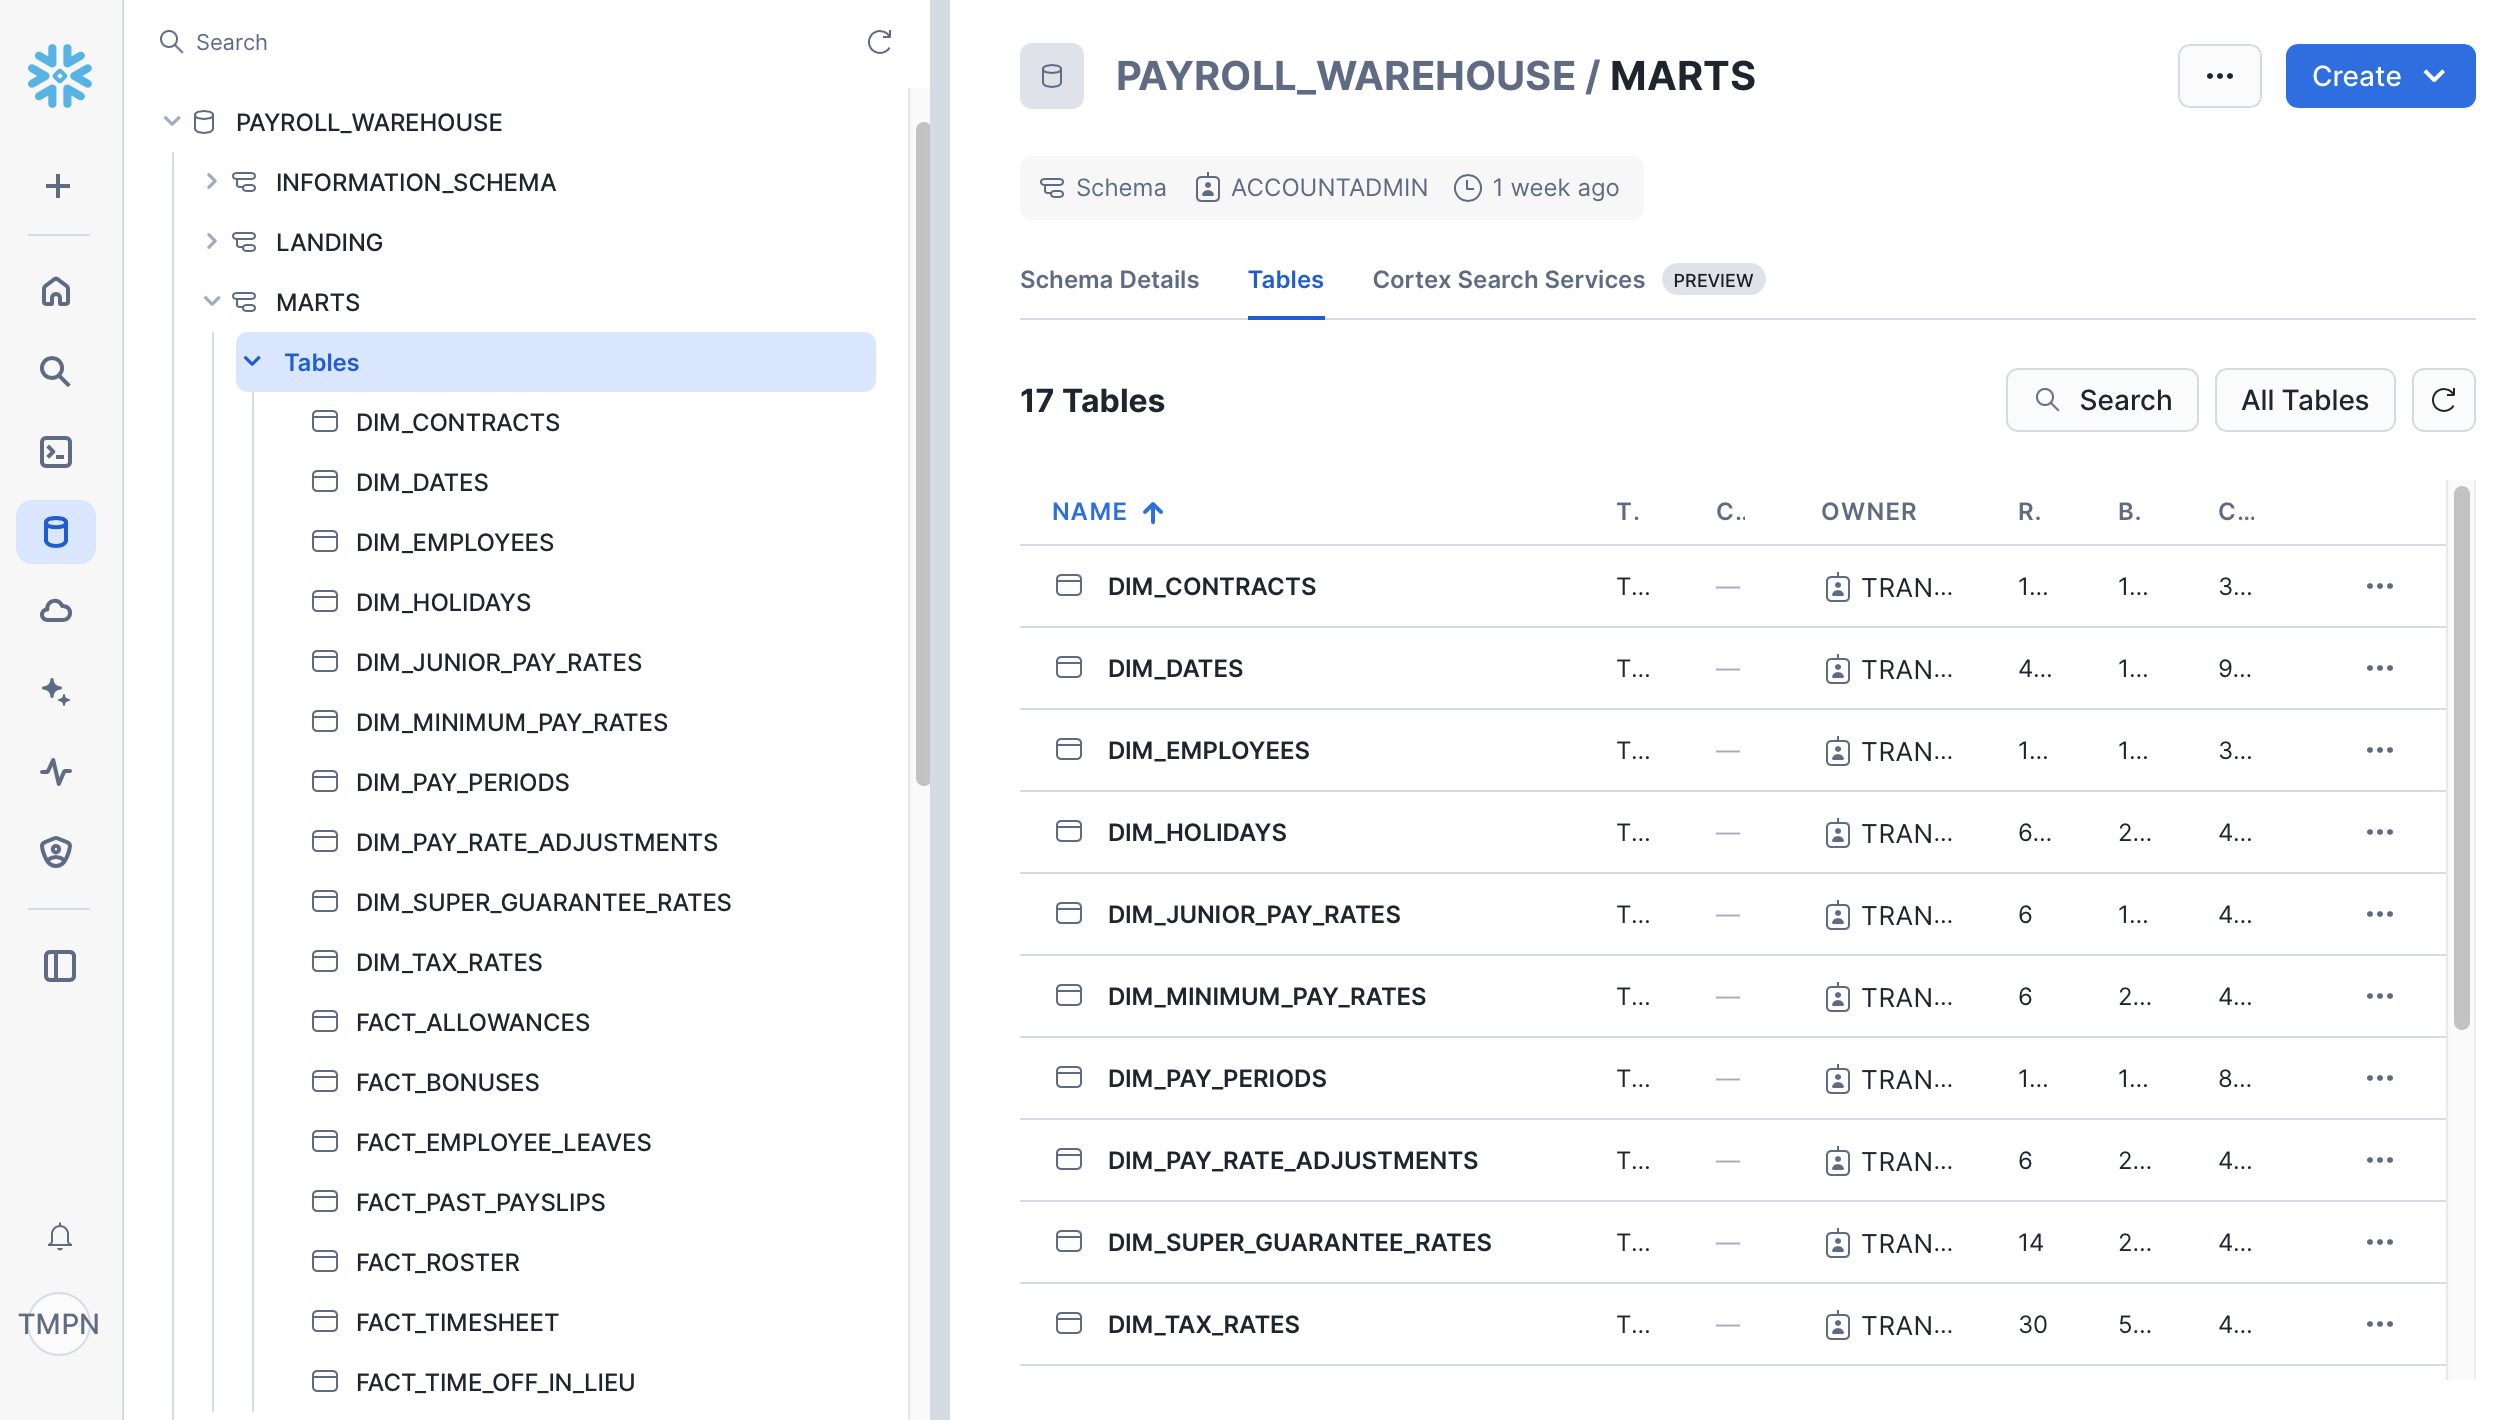 Search
PAYROLL_WAREHOUSE
INFORMATION_SCHEMA
LANDING
MARTS
Tables
DIM_CONTRACTS
DIM_DATES
DIM_EMPLOYEES
DIM_HOLIDAYS
DIM_JUNIOR_PAY_RATES
DIM_MINIMUM_PAY_RATES
DIM_PAY_PERIODS
DIM_PAY_RATE_ADJUSTMENTS
DIM_SUPER_GUARANTEE_RATES
DIM_TAX_RATES
FACT_ALLOWANCES
FACT_BONUSES
FACT_EMPLOYEE_LEAVES
FACT_PAST_PAYSLIPS
FACT_ROSTER
FACT_TIMESHEET
FACT_TIME_OFF_IN_LIEU
TMPN
PAYROLL_WAREHOUSE / MARTS
Create
Schema ACCOUNTADMIN 1 week ago
Schema Details Tables Cortex Search Services PREVIEW
17 Tables Search All Tables
NAME T. C.. OWNER R. B. C...
DIM_CONTRACTS T... — TRAN... 1... 1... 3...
DIM_DATES T... — TRAN... 4... 1... 9...
DIM_EMPLOYEES T... — TRAN... 1... 1... 3...
DIM_HOLIDAYS T... — TRAN... 6... 2... 4...
DIM_JUNIOR_PAY_RATES T... — TRAN... 6 1... 4...
DIM_MINIMUM_PAY_RATES T... — TRAN... 6 2... 4...
DIM_PAY_PERIODS T... — TRAN... 1... 1... 8...
DIM_PAY_RATE_ADJUSTMENTS T... — TRAN... 6 2... 4...
DIM_SUPER_GUARANTEE_RATES T... — TRAN... 14 2... 4...
DIM_TAX_RATES T... — TRAN... 30 5... 4...